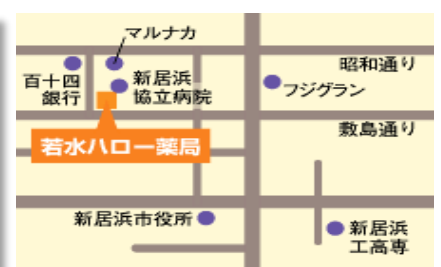 マルナカ
昭和通り
百十四
銀行
新居浜
協立病院
フジグラン
敷島通り
若水ハロー薬局
新居浜市役所
新居浜
工高専